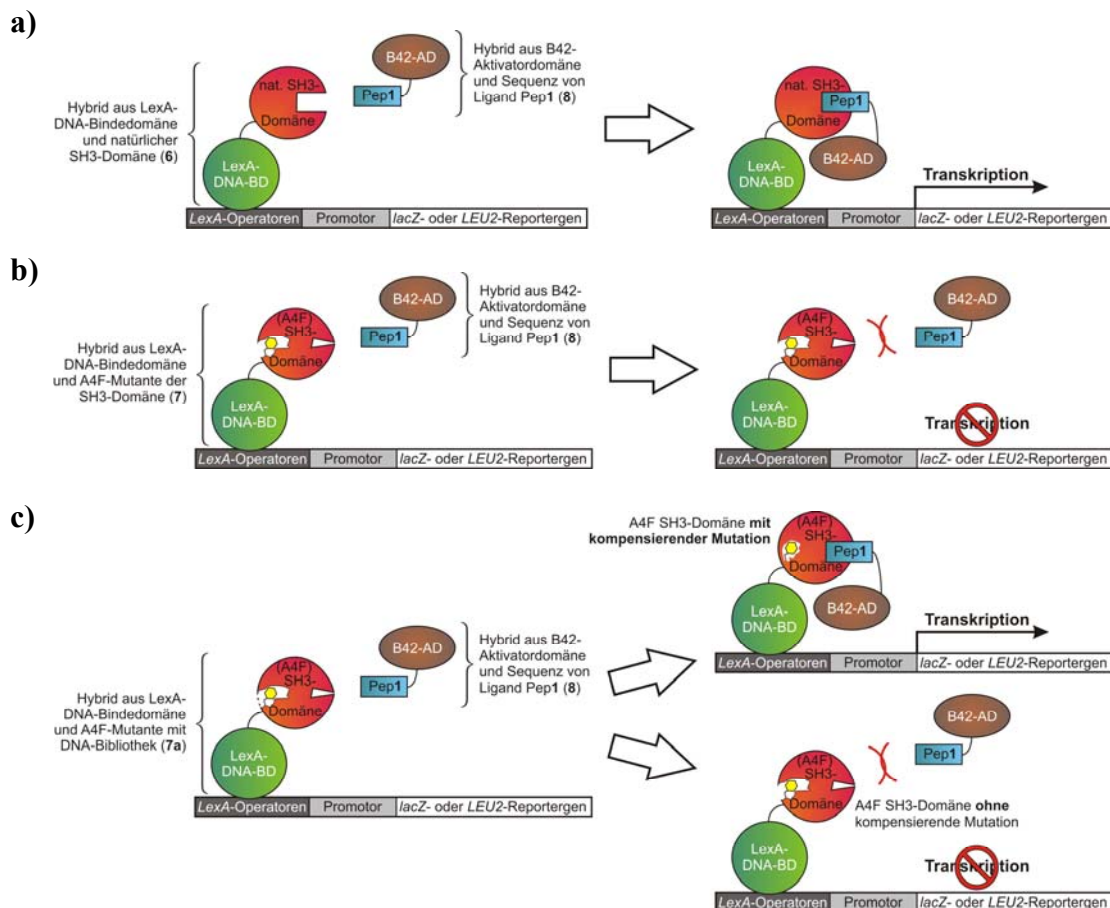 a)
Hybrid aus LexA-
DNA-Bindedomäne
und natürlicher
SH3-Domäne (6)
nat. SH3-
Domäne
LexA-
DNA-BD
B42-AD
Pep1
Hybrid aus B42-
Aktivatordomäne
und Sequenz von
Ligand Pep1 (8)
LexA-Operatoren
Promotor
lacZ- oder LEU2-Reportergen
nat. SH3-
Pep1
Domäne
B42-AD
LexA-
DNA-BD
Transkription
LexA-Operatoren
Promotor
lacZ- oder LEU2-Reportergen
b)
Hybrid aus LexA-
DNA-Bindedomäne
und A4F-Mutante der
SH3-Domäne (7)
(A4F)
SH3-
Domäne
LexA-
DNA-BD
B42-AD
Pep1
Hybrid aus B42-
Aktivatordomäne
und Sequenz von
Ligand Pep1 (8)
LexA-Operatoren
Promotor
lacZ- oder LEU2-Reportergen
(A4F)
SH3-
Domäne
LexA-
DNA-BD
B42-AD
Pep1
Transkription
LexA-Operatoren
Promotor
lacZ- oder LEU2-Reportergen
c)
Hybrid aus LexA-
DNA-Bindedomäne
und A4F-Mutante mit
DNA-Bibliothek (7a)
(A4F)
SH3-
Domäne
LexA-
DNA-BD
B42-AD
Pep1
Hybrid aus B42-
Aktivatordomäne
und Sequenz von
Ligand Pep1 (8)
LexA-Operatoren
Promotor
lacZ- oder LEU2-Reportergen
A4F SH3-Domäne mit
kompensierender Mutation
(A4F)
SH3-
Pep1
Domäne
B42-AD
LexA-
DNA-BD
Transkription
LexA-Operatoren
Promotor
lacZ- oder LEU2-Reportergen
B42-AD
Pep1
(A4F)
SH3-
Domäne
A4F SH3-Domäne ohne
kompensierende Mutation
LexA-
DNA-BD
Transkription
LexA-Operatoren
Promotor
lacZ- oder LEU2-Reportergen